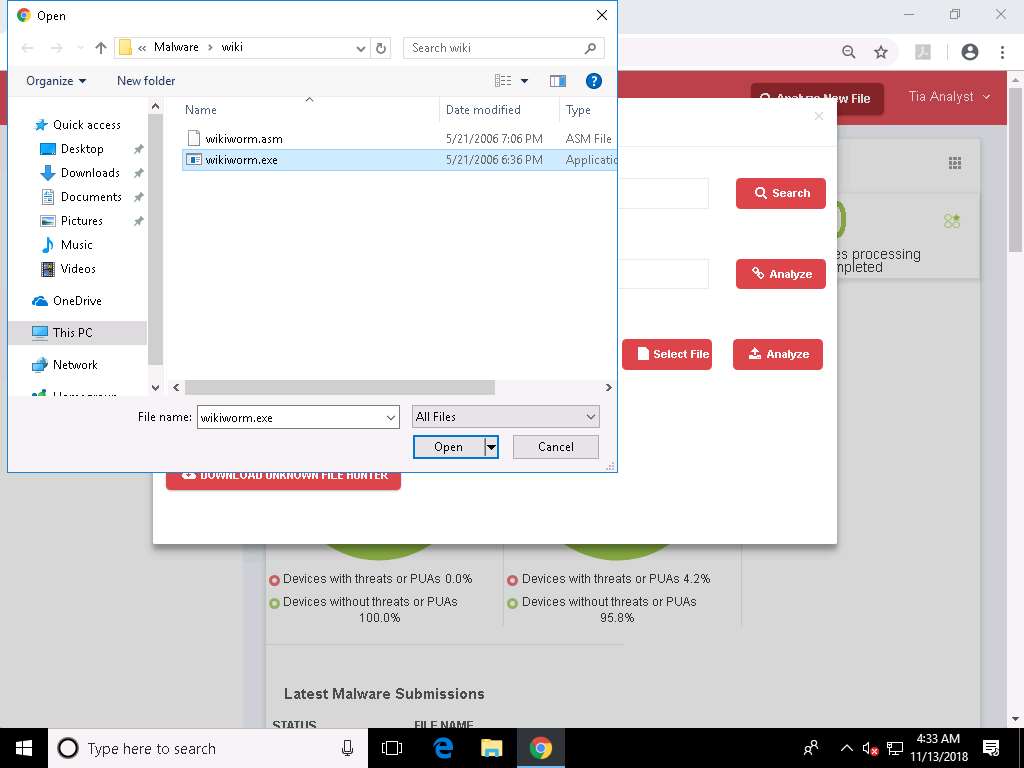 Open
« Malware › wiki
Search wiki
Organize
New folder
Name
Date modified
Type
Quick access
Desktop
Downloads
Documents
Pictures
Music
Videos
OneDrive
This PC
Network
wikiworm.asm 5/21/2006 7:06 PM ASM File
wikiworm.exe 5/21/2006 6:36 PM Applicatio
File name: wikiworm.exe
All Files
Open
Cancel
Analyze New File
Tia Analyst
Search
Analyze
Select File
Analyze
es processing
mpleted
DOWNLOAD UNKNOWN FILE HUNTER
Devices with threats or PUAs 0.0%
Devices without threats or PUAs
100.0%
Devices with threats or PUAs 4.2%
Devices without threats or PUAs
95.8%
Latest Malware Submissions
STATUS
FILE NAME
Type here to search
4:33 AM
11/13/2018